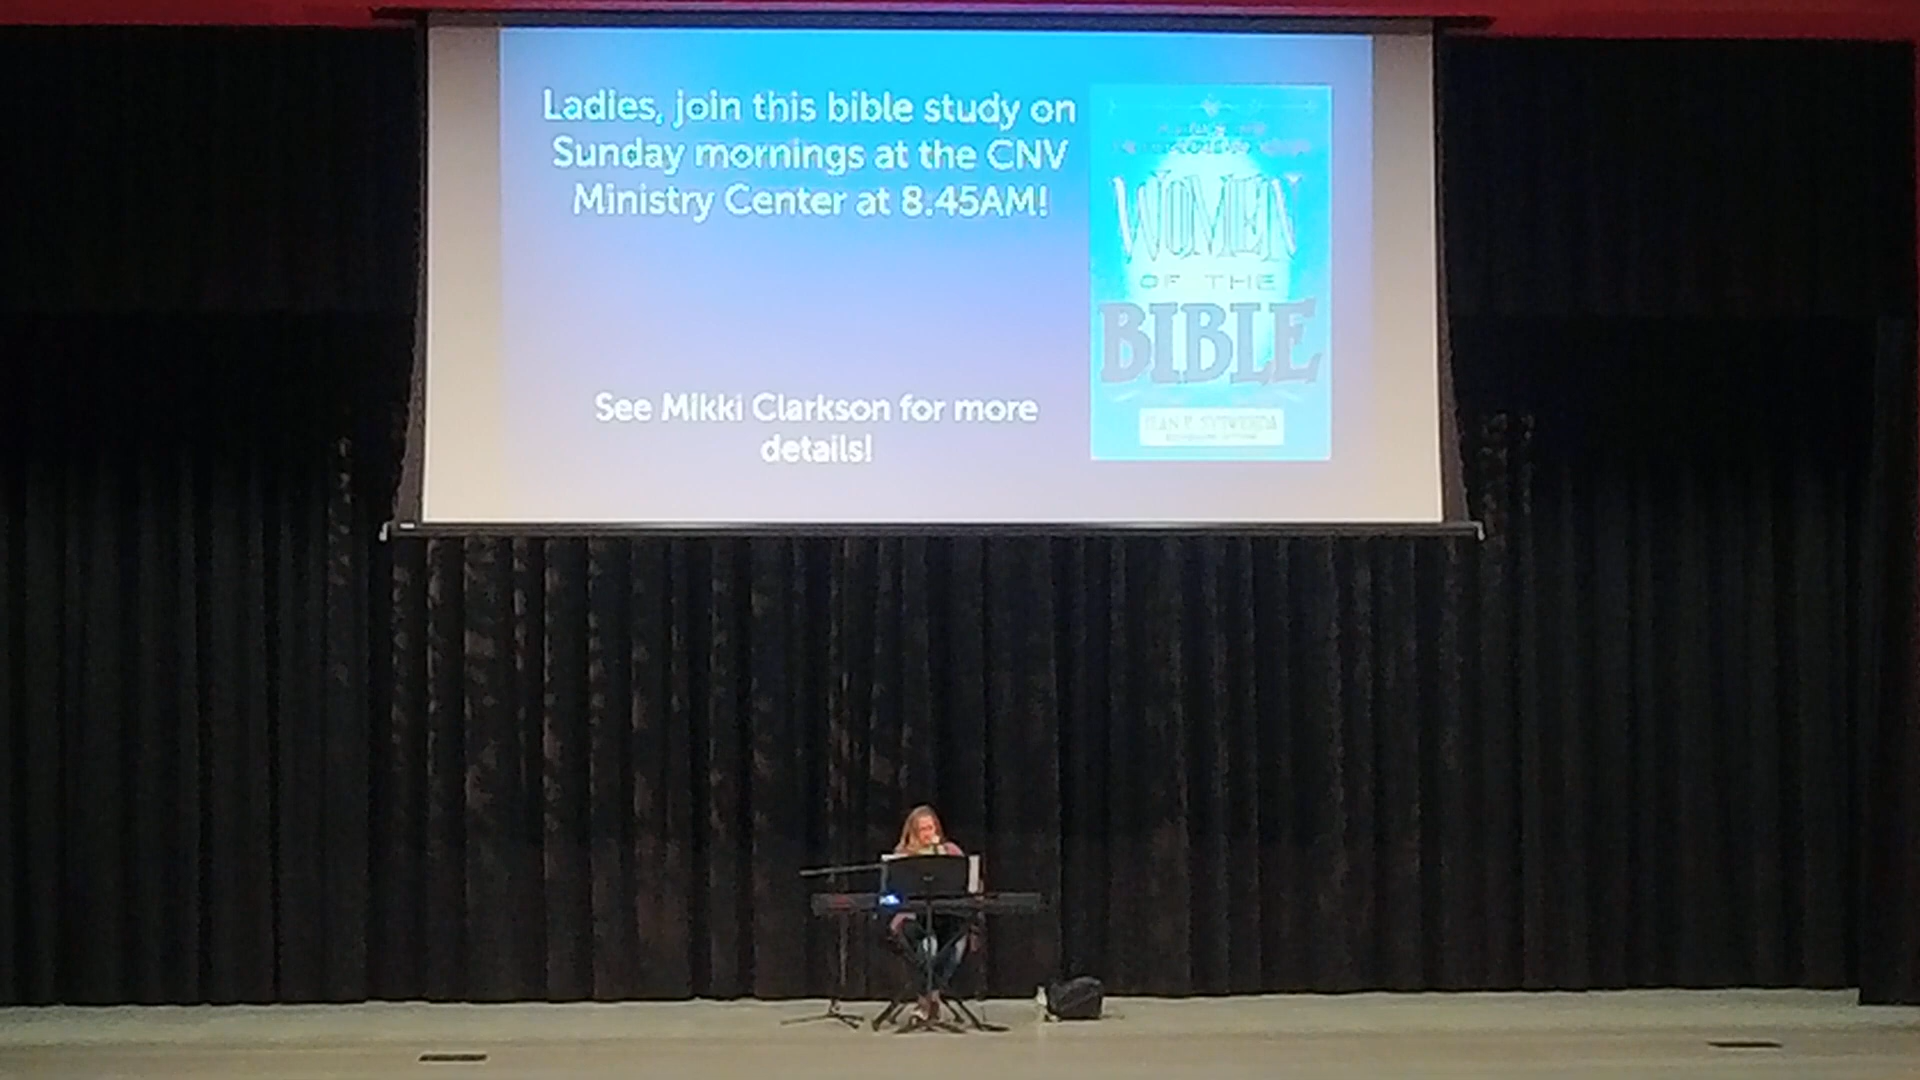 Ladies, join this bible study on
Sunday mornings at the CNV
Ministry Center at 8.45AM!
See Mikki Clarkson for more
details!
WOMEN
OF THE
BIBLE